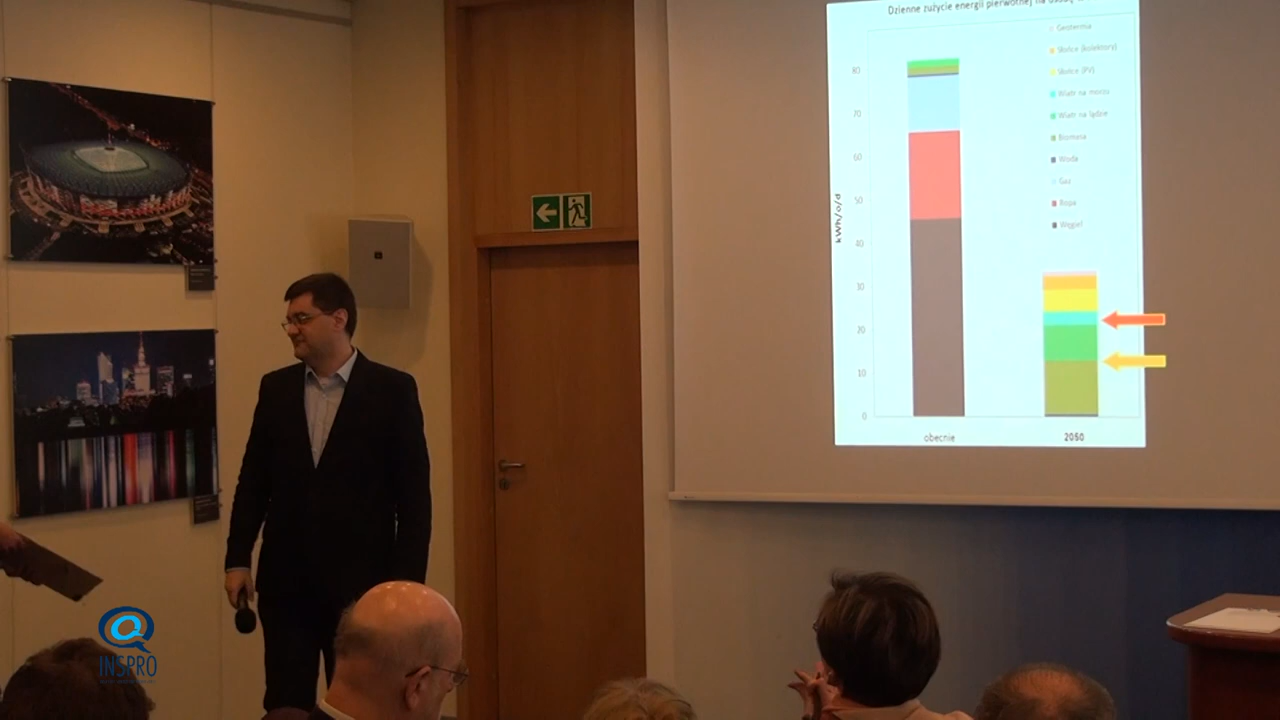 Dzienne zużycie energii pierwotnej na osobę
Geotermia
Słońce (kolektory)
Słońce (PV)
Wiatr na morzu
Wiatr na lądzie
Biomasa
Woda
Gaz
Ropa
Węgiel
kWh/o/d
80
70
60
50
40
30
20
10
0
obecnie
2050
INSPRO